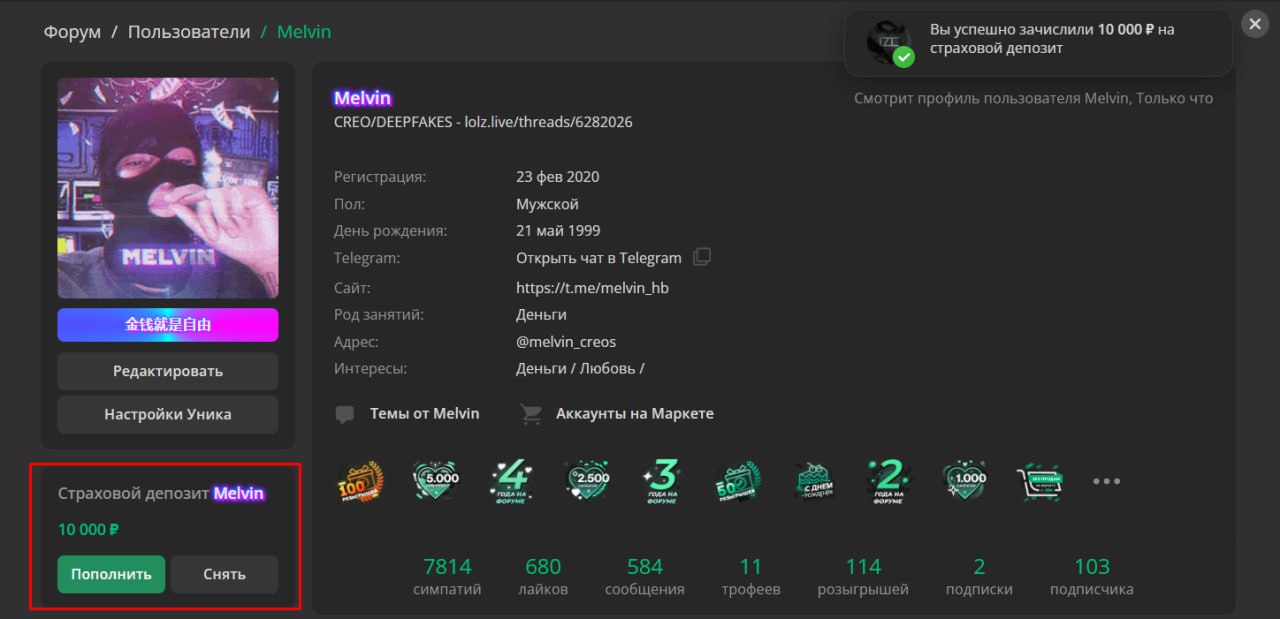 Форум / Пользователи / Melvin
Вы успешно зачислили 10 000 ₽ на
страховой депозит
MELVIN
金钱就是自由
Редактировать
Настройки Уника
Страховой депозит Melvin
10 000 ₽
Пополнить Снять
Melvin
Смотрит профиль пользователя Melvin, Только что
CREO/DEEPFAKES - lolz.live/threads/6282026
Регистрация: 23 фев 2020
Пол: Мужской
День рождения: 21 май 1999
Telegram: Открыть чат в Telegram
Сайт: https://t.me/melvin_hb
Род занятий: Деньги
Адрес: @melvin_creos
Интересы: Деньги / Любовь /
Темы от Melvin Аккаунты на Маркете
100
РОЗЫГРЫШЕЙ
5.000
4
ГОДА НА
ФОРУМЕ
2.500
3
ГОДА НА
ФОРУМЕ
50
РОЗЫГРЫШЕЙ
С ДНЕМ
РОЖДЕНИЯ
2
ГОДА НА
ФОРУМЕ
1.000
7814 680 584 11 114 2 103
симпатий лайков сообщения трофеев розыгрышей подписки подписчика